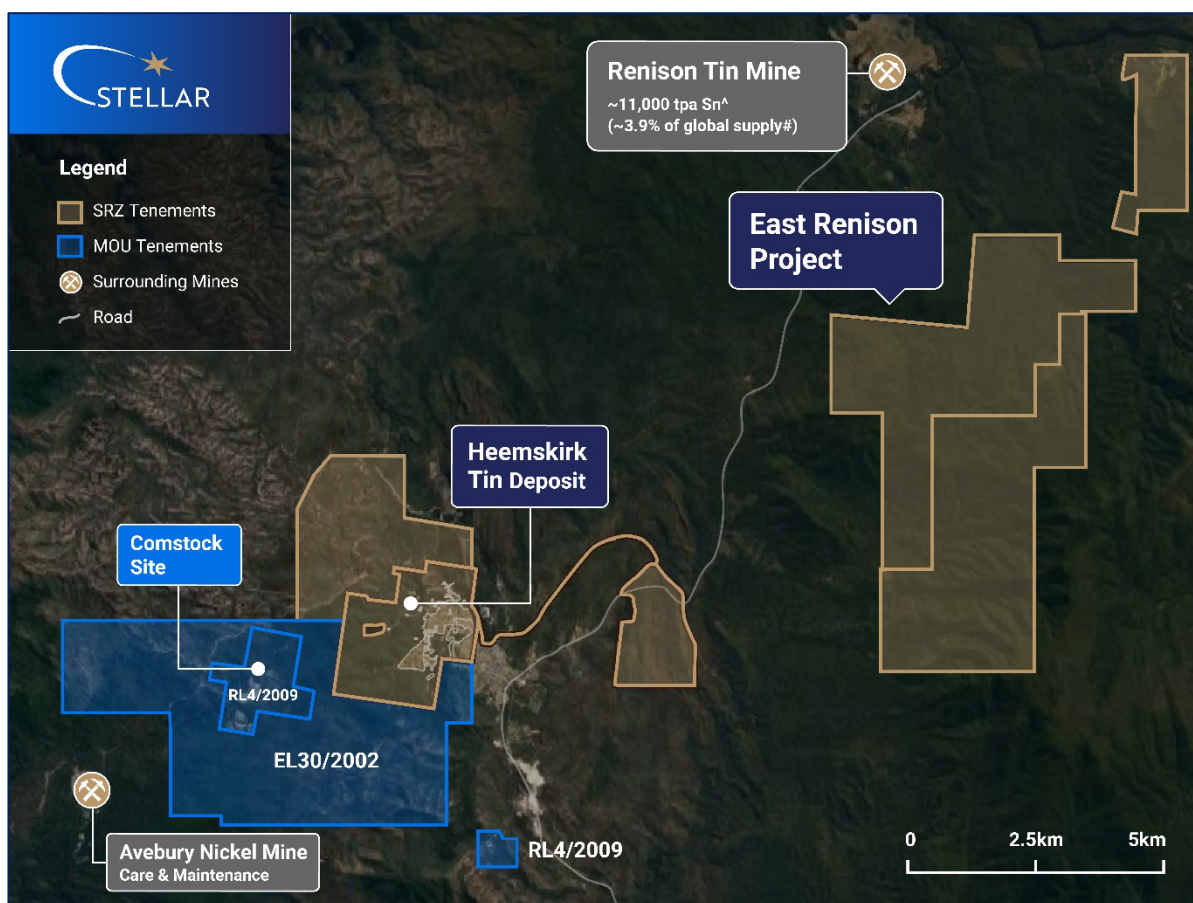 STELLAR
Legend
SRZ Tenements
MOU Tenements
Surrounding Mines
Road
Renison Tin Mine
~11,000 tpa Sn^
(~3.9% of global supply#)
East Renison
Project
Heemskirk
Tin Deposit
Comstock
Site
RL4/2009
EL30/2002
Avebury Nickel Mine
Care & Maintenance
RL4/2009
0 2.5km 5km